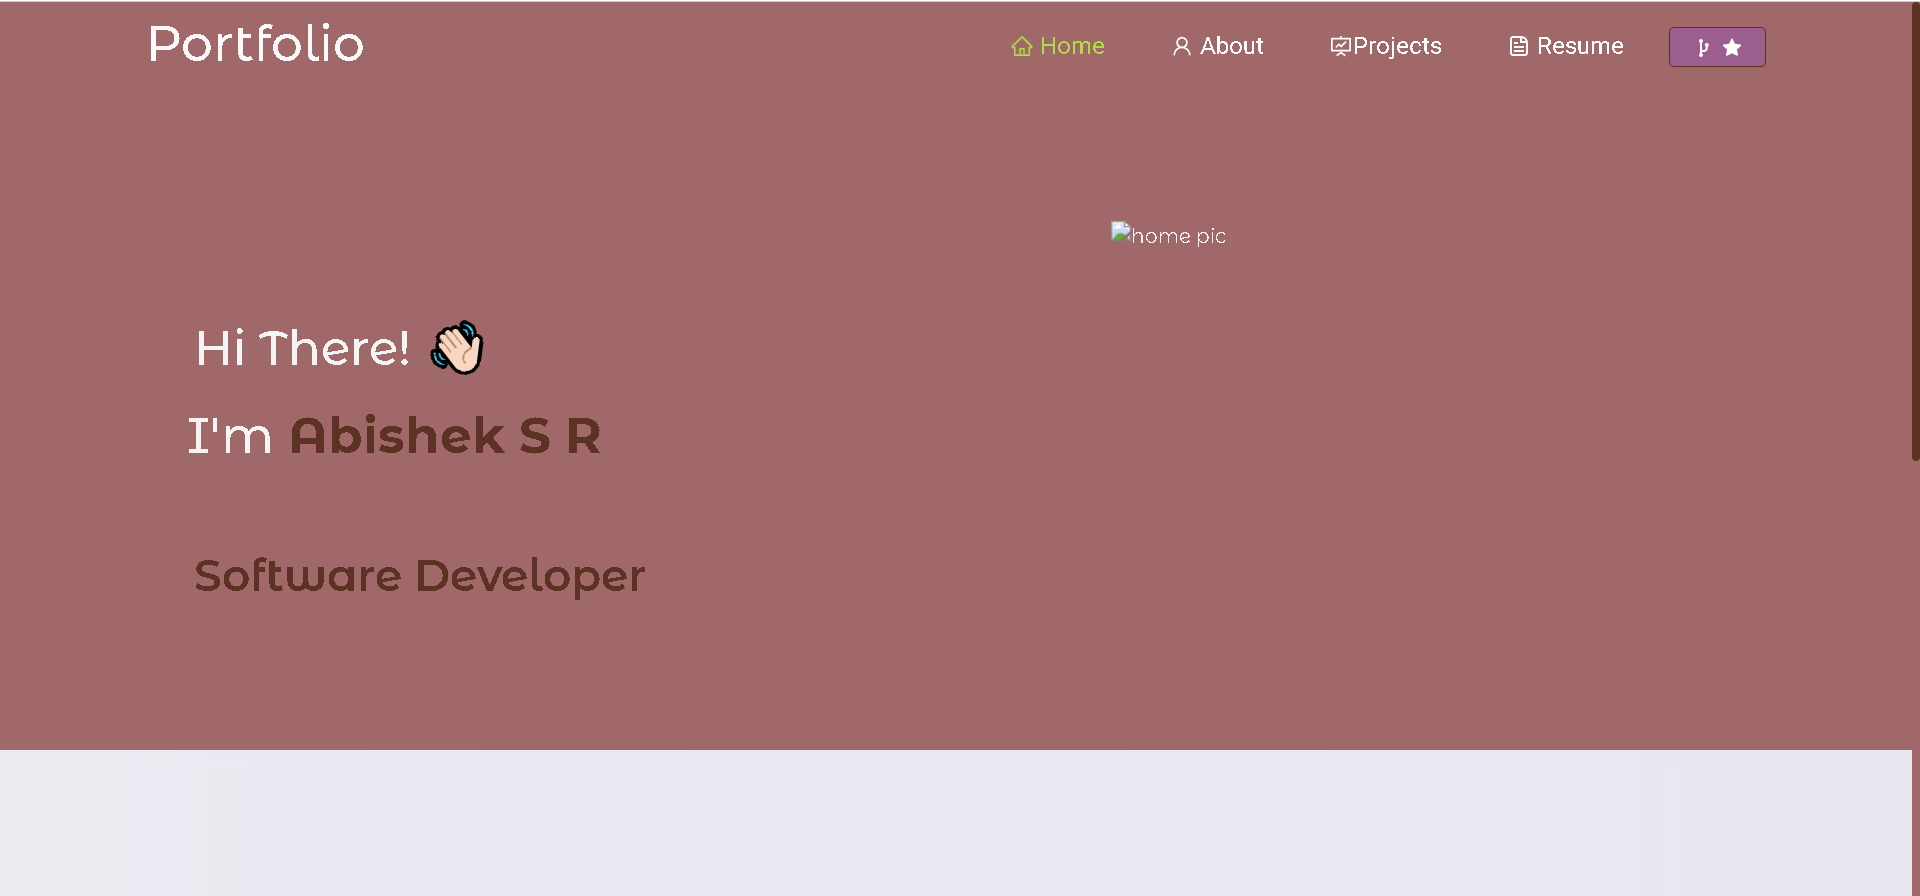 Portfolio
Home
About
Projects
Resume
home pic
Hi There! 👋🏻
I'm Abishek S R
Software Developer